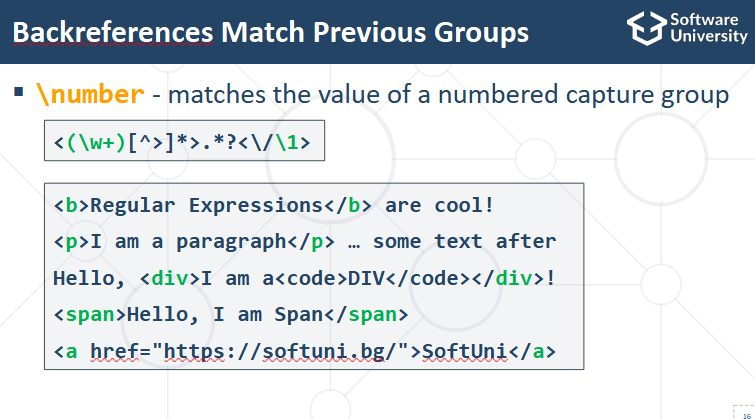 Backreferences Match Previous Groups
Software
University
▪ \number - matches the value of a numbered capture group
<(\w+)[^>]*>.*?<\/\1>
<b>Regular Expressions</b> are cool!
<p>I am a paragraph</p> … some text after
Hello, <div>I am a<code>DIV</code></div>!
<span>Hello, I am Span</span>
<a href="https://softuni.bg/">SoftUni</a>
16